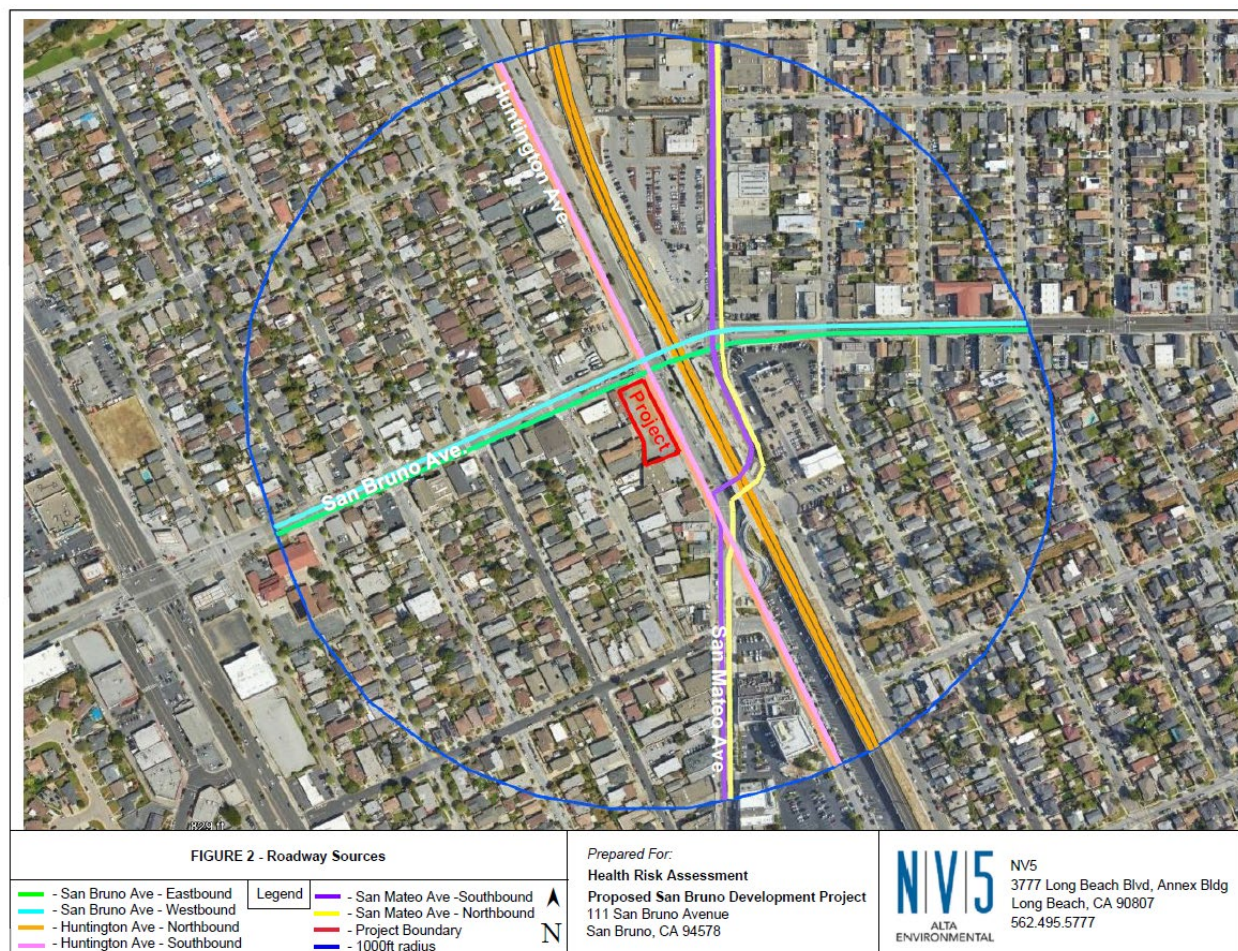 Huntington Ave.
Project
San Bruno Ave.
San Mateo Ave
829 ft
FIGURE 2 - Roadway Sources
Legend
- San Bruno Ave - Eastbound
- San Bruno Ave - Westbound
- Huntington Ave - Northbound
- Huntington Ave - Southbound
- San Mateo Ave -Southbound
- San Mateo Ave - Northbound
- Project Boundary
- 1000ft radius
N
Prepared For:
Health Risk Assessment
Proposed San Bruno Development Project
111 San Bruno Avenue
San Bruno, CA 94578
N|V|5
ALTA
ENVIRONMENTAL
NV5
3777 Long Beach Blvd, Annex Bldg
Long Beach, CA 90807
562.495.5777